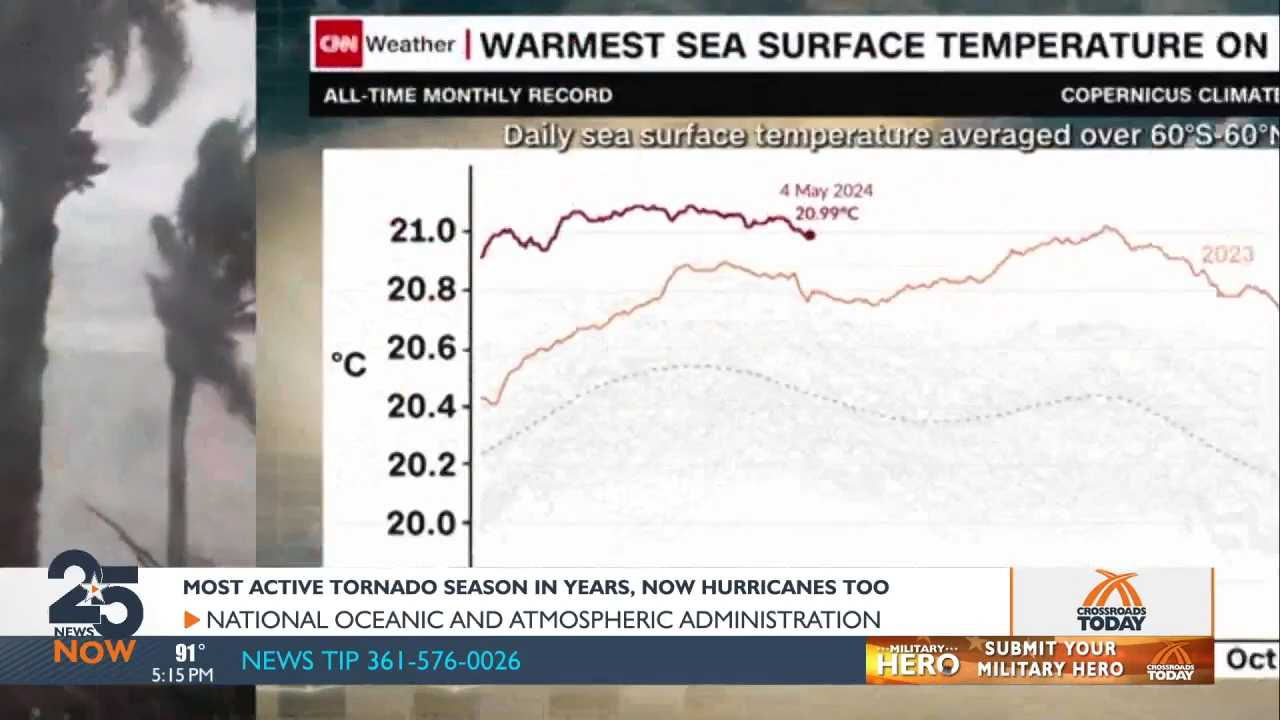 CNN Weather | WARMEST SEA SURFACE TEMPERATURE ON
ALL-TIME MONTHLY RECORD
COPERNICUS CLIMATE
Daily sea surface temperature averaged over 60°S-60°N
4 May 2024
20.99°C
21.0
2023
20.8
20.6
°C
20.4
20.2
20.0
25
NEWS
NOW
MOST ACTIVE TORNADO SEASON IN YEARS, NOW HURRICANES TOO
NATIONAL OCEANIC AND ATMOSPHERIC ADMINISTRATION
CROSSROADS
TODAY
91°
5:15 PM
NEWS TIP 361-576-0026
MILITARY
HERO
SUBMIT YOUR
MILITARY HERO
CROSSROADS
TODAY
Oct